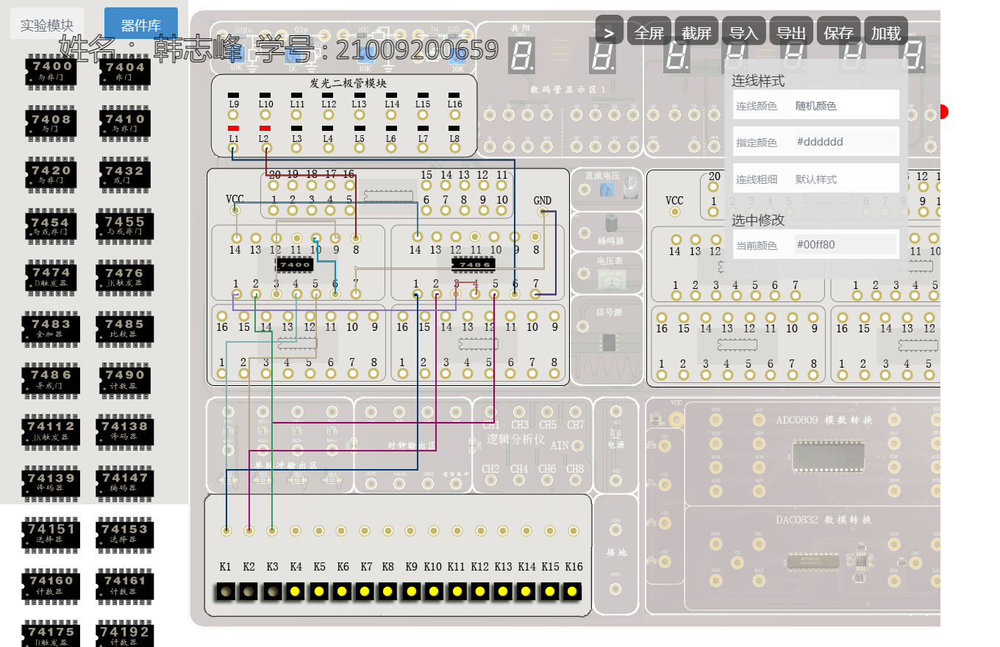 实验模块 器件库
姓名 : 韩志峰 学号 : 21009200659
> 全屏 截屏 导入 导出 保存 加载
7400 与非门
7404 非门
7408 与门
7410 与非门
7420 与非门
7432 或门
7454 与或非门
7455 与或非门
7474 D触发器
7476 JK触发器
7483 全加器
7485 比较器
7486 异或门
7490 计数器
74112 JK触发器
74138 译码器
74139 译码器
74147 编码器
74151 选择器
74153 选择器
74160 计数器
74161 计数器
74175 D触发器
74192 计数器
0.1u 100 1u 120
10K 1K 10K 10K
共阳
数码管显示区1
发光二极管模块
L9 L10 L11 L12 L13 L14 L15 L16
L1 L2 L3 L4 L5 L6 L7 L8
连线样式
连线颜色 随机颜色
指定颜色 #dddddd
连线粗细 默认样式
选中修改
当前颜色 #00ff80
20 19 18 17 16 15 14 13 12 11
VCC 1 2 3 4 5 6 7 8 9 10 GND
14 13 12 11 10 9 8
7400
1 2 3 4 5 6 7
14 13 12 11 10 9 8
7486
1 2 3 4 5 6 7
16 15 14 13 12 11 10 9
1 2 3 4 5 6 7 8
16 15 14 13 12 11 10 9
1 2 3 4 5 6 7 8
直流电压
蜂鸣器
电压表
信号源
20 12 11
VCC 1
14 13 12 11 10
1 2 3 4 5 6 7
1 2 3 4 5
16 15 14 13 12 11 10 9
1 2 3 4 5 6 7 8
16 15 14 13 12
1 2 3 4 5
单脉冲输出区
时钟输出区
连续脉冲
CH1 CH3 CH5 CH7
逻辑分析仪 AIN
CH2 CH4 CH6 CH8
VCC
电源
VCC
GND
接地
GND
VCC
+5V
+5V
+5V
+5V
ADC0809 模数转换
DAC0832 数模转换
K1 K2 K3 K4 K5 K6 K7 K8 K9 K10 K11 K12 K13 K14 K15 K16